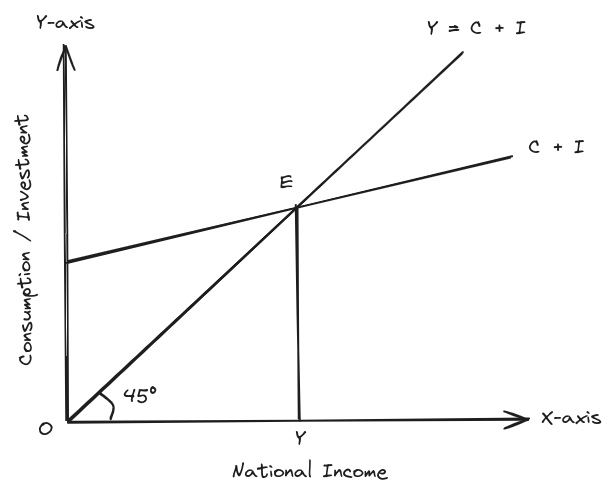 Y-axis
Y = C + I
C + I
Consumption / Investment
E
45°
O
X-axis
Y
National Income